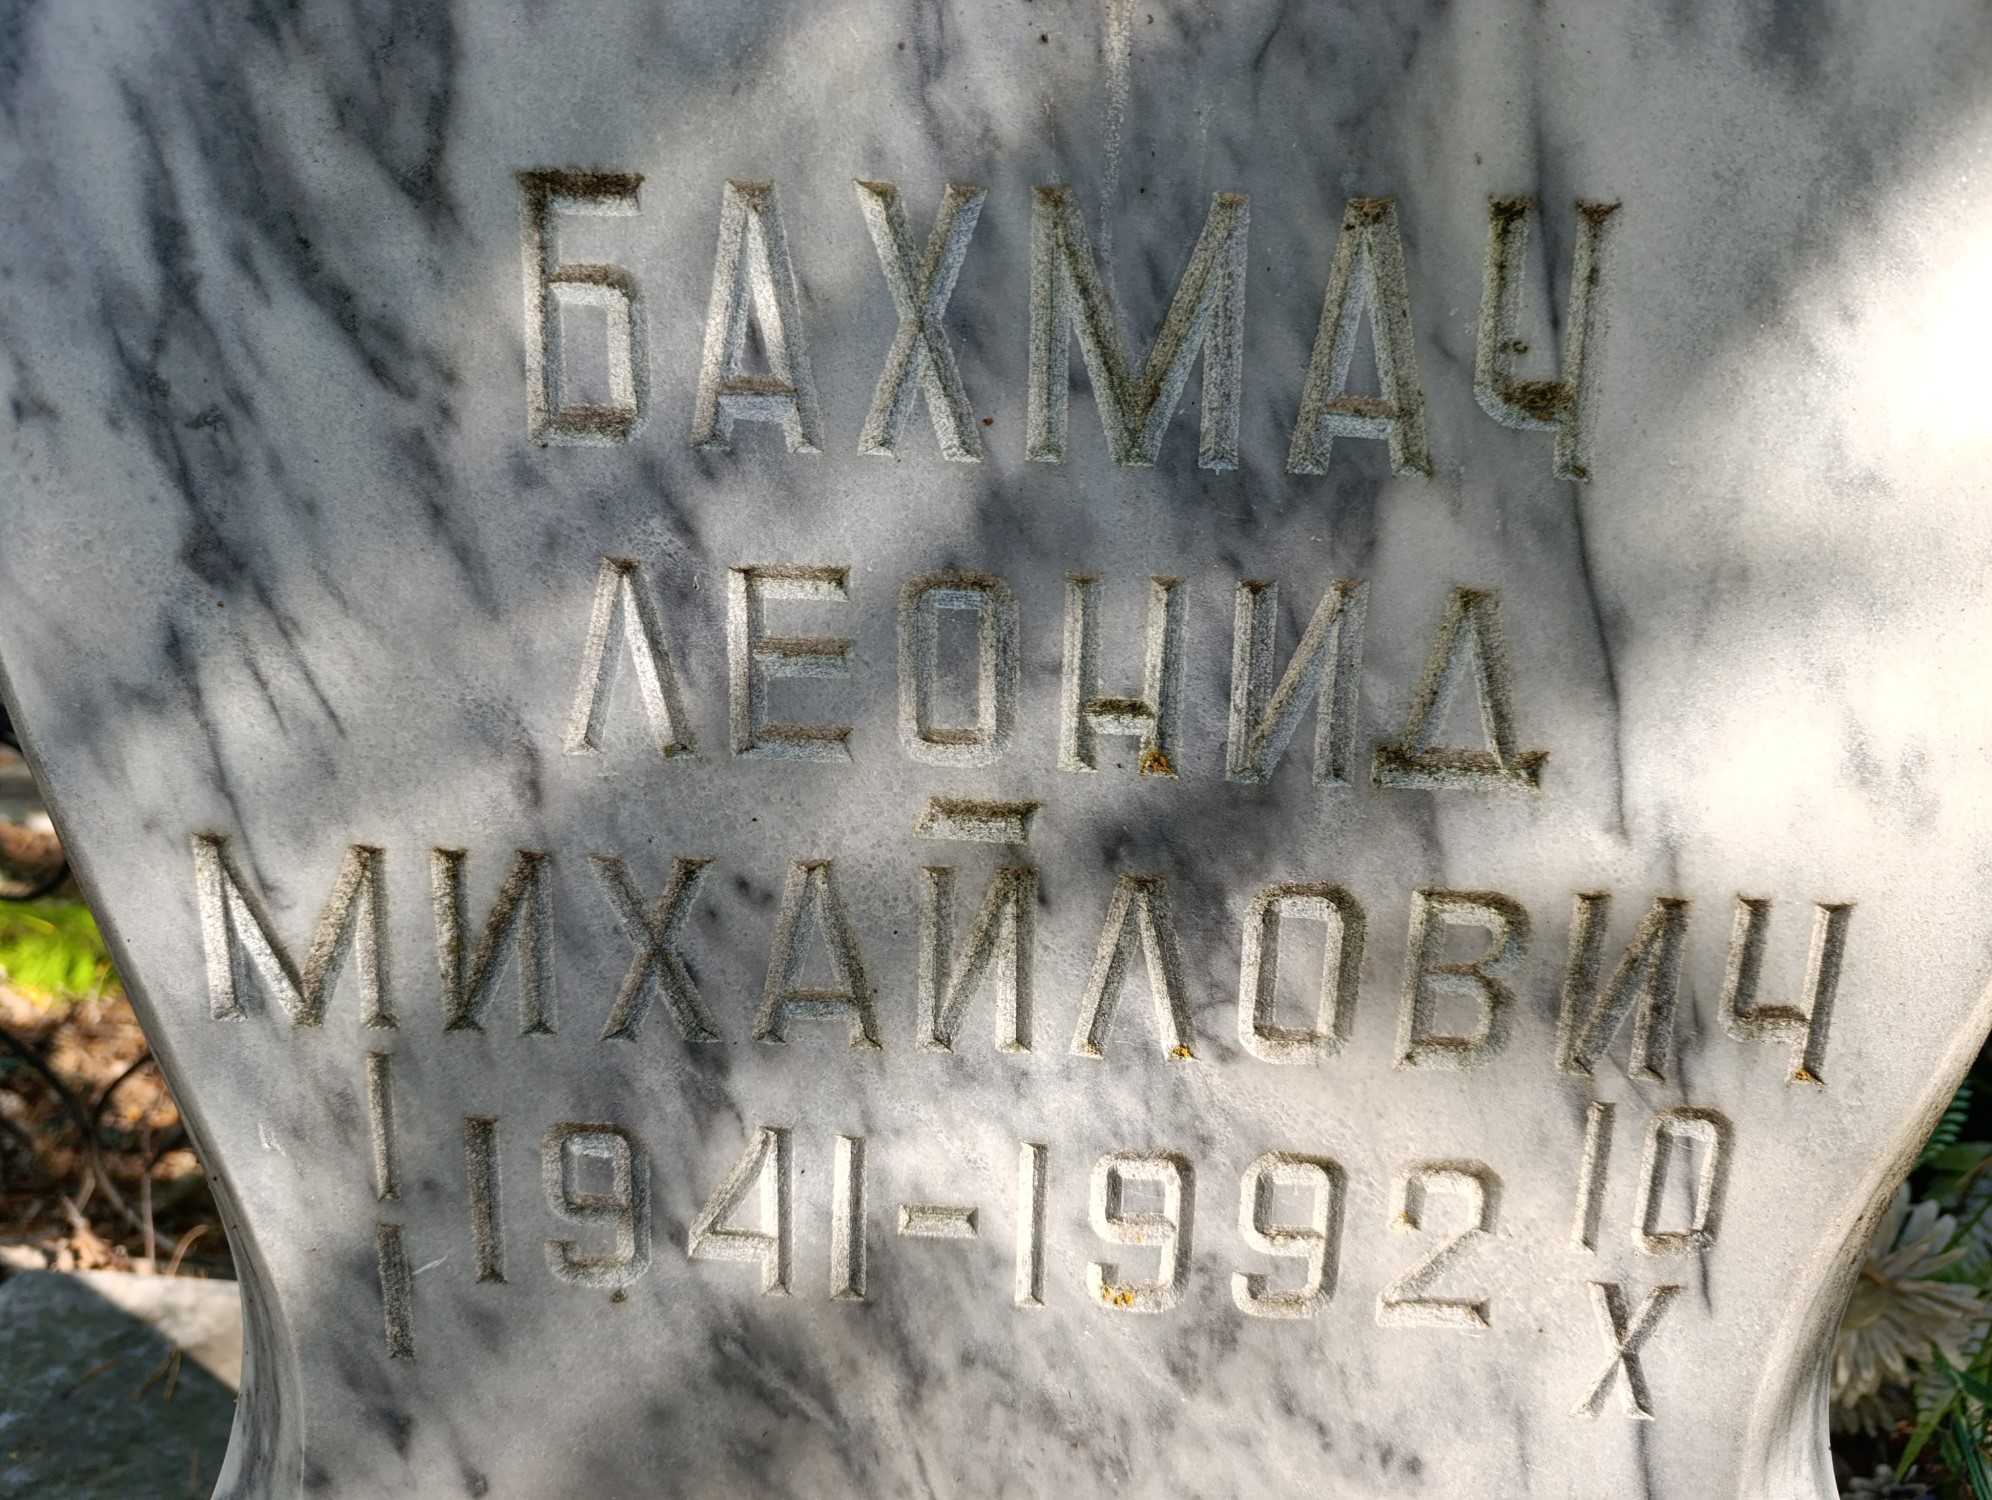 БАХМАЧ
ЛЕОНИД
МИХАЙЛОВИЧ
I 10
1941-1992
I X